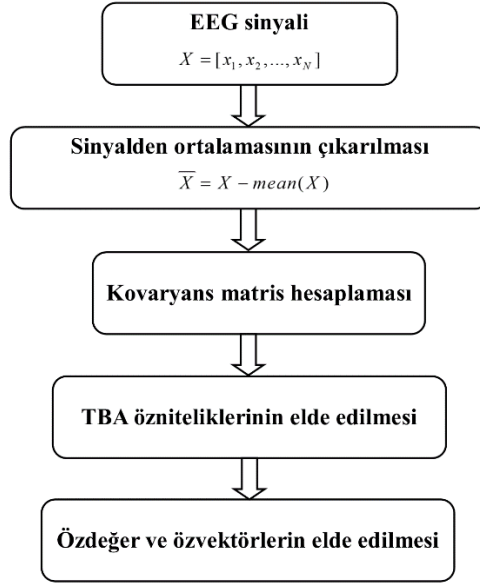 EEG sinyali
X = [x₁, x₂, ..., x_N]
Sinyalden ortalamasının çıkarılması
X̅ = X − mean(X)
Kovaryans matris hesaplaması
TBA özniteliklerinin elde edilmesi
Özdeğer ve özvektörlerin elde edilmesi